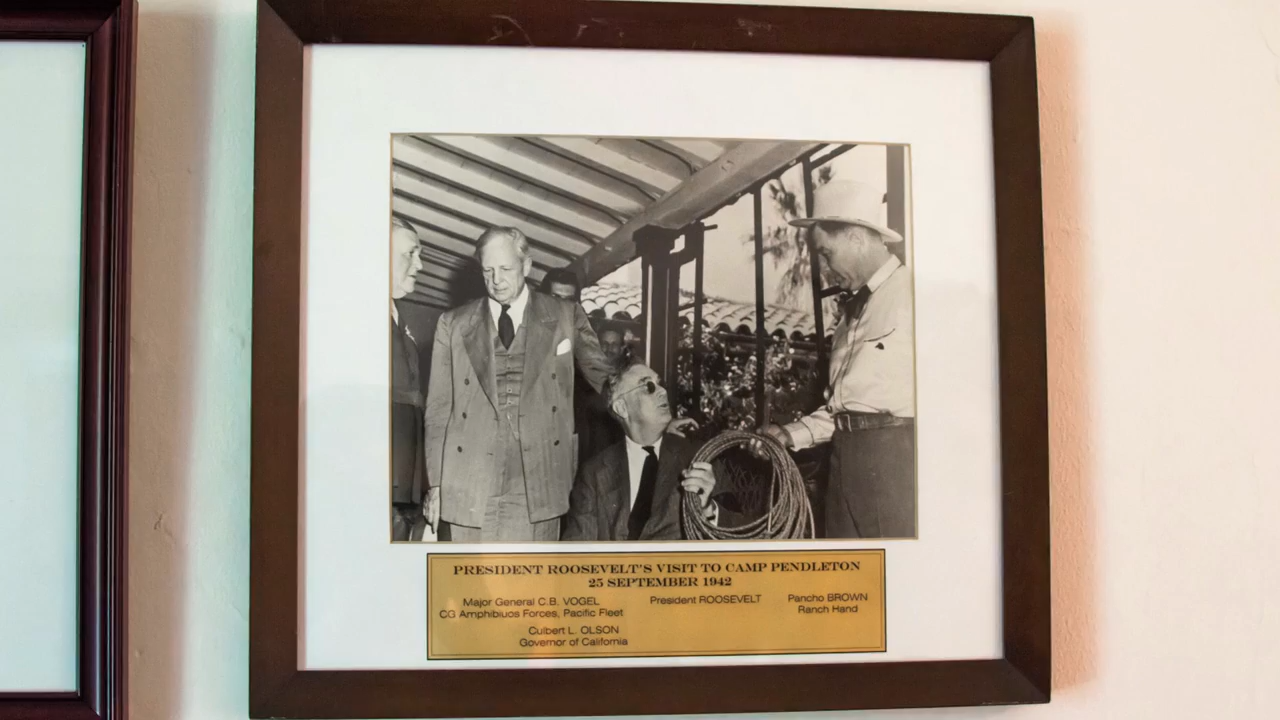 PRESIDENT ROOSEVELT'S VISIT TO CAMP PENDLETON
25 SEPTEMBER 1942
Major General C.B. VOGEL
CG Amphibiuos Forces, Pacific Fleet
Culbert L. OLSON
Governor of California
President ROOSEVELT
Pancho BROWN
Ranch Hand